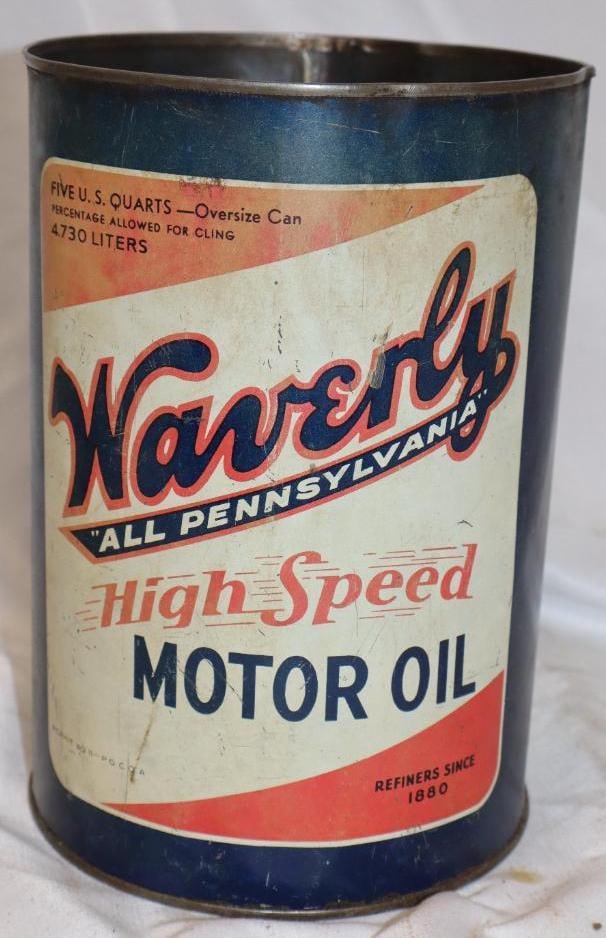 FIVE U.S. QUARTS — Oversize Can
PERCENTAGE ALLOWED FOR CLING
4.730 LITERS
Waverly
"ALL PENNSYLVANIA"
High Speed
MOTOR OIL
REFINERS SINCE
1880